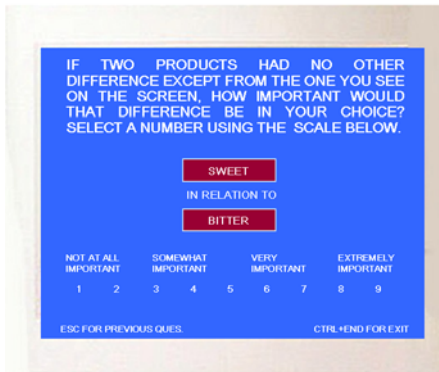 IF TWO PRODUCTS HAD NO OTHER
DIFFERENCE EXCEPT FROM THE ONE YOU SEE
ON THE SCREEN, HOW IMPORTANT WOULD
THAT DIFFERENCE BE IN YOUR CHOICE?
SELECT A NUMBER USING THE SCALE BELOW.
SWEET
IN RELATION TO
BITTER
NOT AT ALL SOMEWHAT VERY EXTREMELY
IMPORTANT IMPORTANT IMPORTANT IMPORTANT
1 2 3 4 5 6 7 8 9
ESC FOR PREVIOUS QUES. CTRL+END FOR EXIT